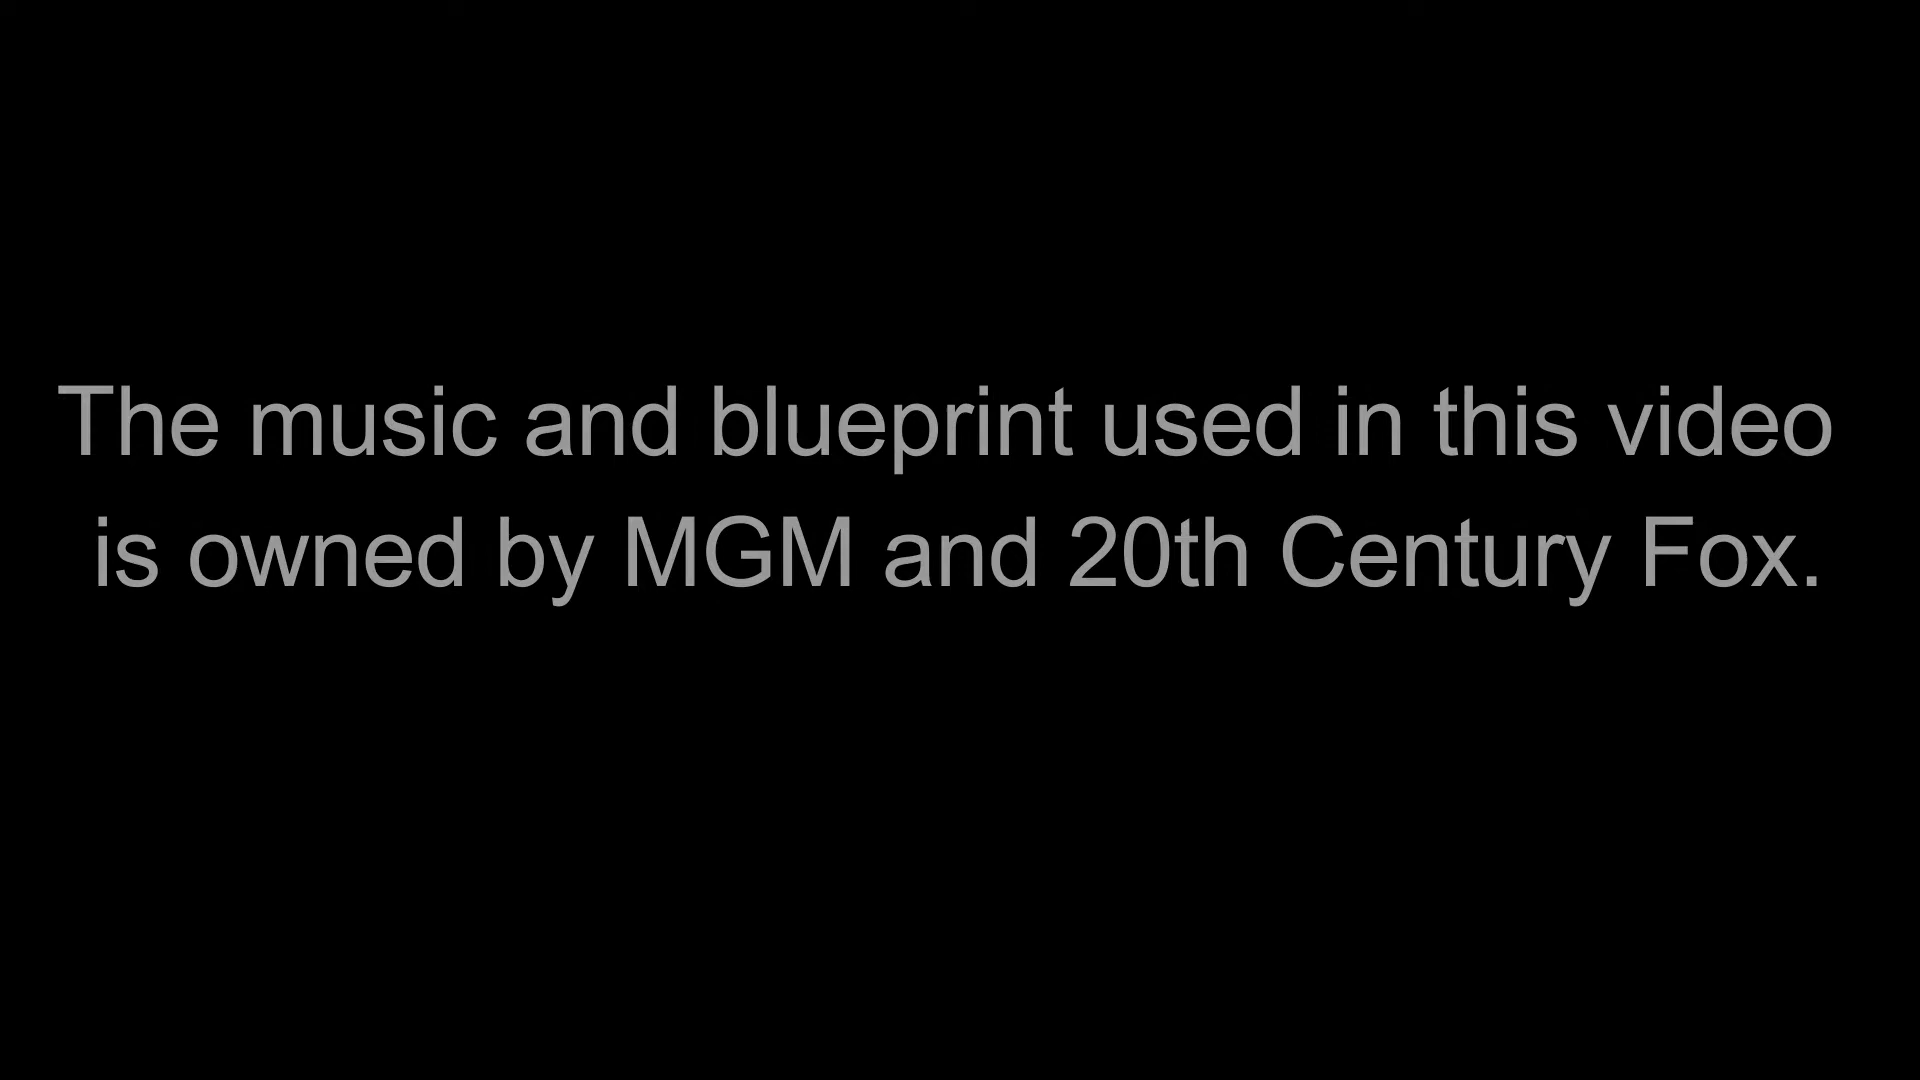 The music and blueprint used in this video
is owned by MGM and 20th Century Fox.